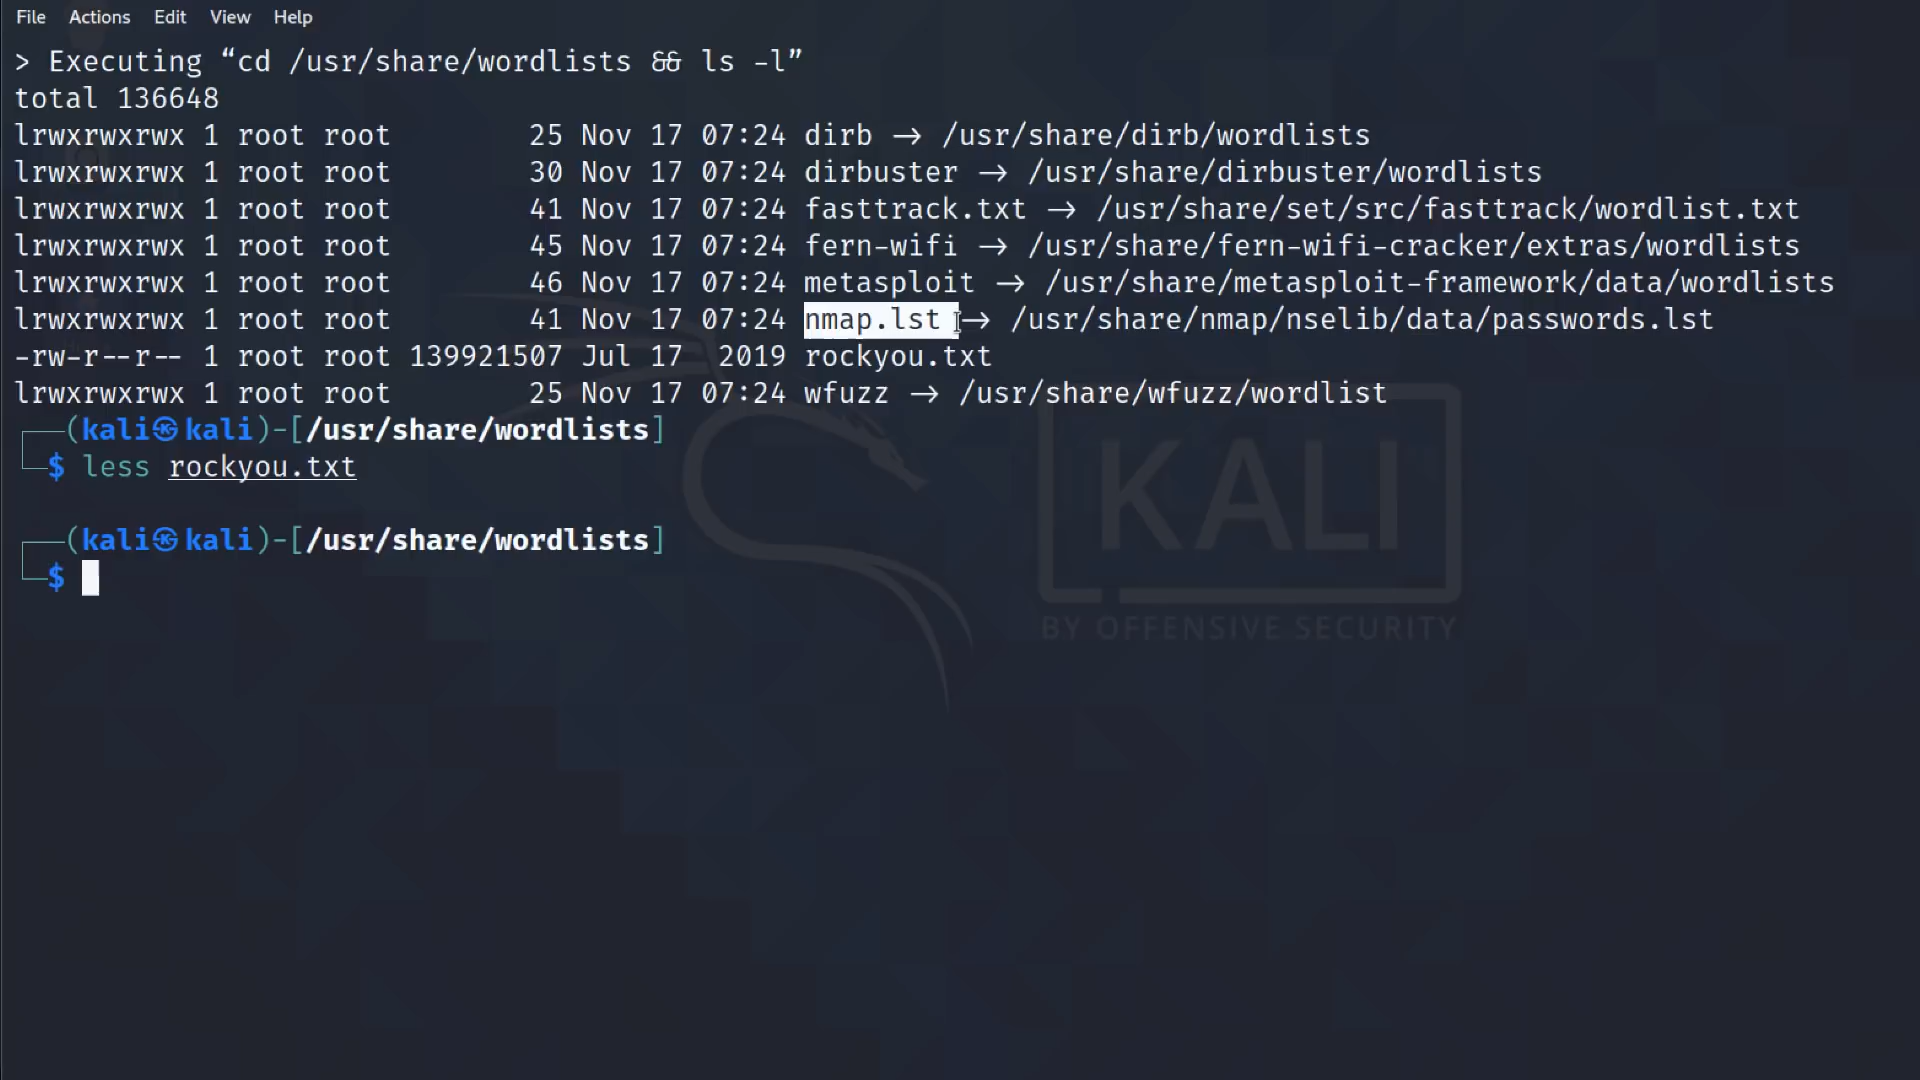 File Actions Edit View Help
> Executing “cd /usr/share/wordlists && ls -l”
total 136648
lrwxrwxrwx 1 root root 25 Nov 17 07:24 dirb → /usr/share/dirb/wordlists
lrwxrwxrwx 1 root root 30 Nov 17 07:24 dirbuster → /usr/share/dirbuster/wordlists
lrwxrwxrwx 1 root root 41 Nov 17 07:24 fasttrack.txt → /usr/share/set/src/fasttrack/wordlist.txt
lrwxrwxrwx 1 root root 45 Nov 17 07:24 fern-wifi → /usr/share/fern-wifi-cracker/extras/wordlists
lrwxrwxrwx 1 root root 46 Nov 17 07:24 metasploit → /usr/share/metasploit-framework/data/wordlists
lrwxrwxrwx 1 root root 41 Nov 17 07:24 nmap.lst → /usr/share/nmap/nselib/data/passwords.lst
-rw-r--r-- 1 root root 139921507 Jul 17 2019 rockyou.txt
lrwxrwxrwx 1 root root 25 Nov 17 07:24 wfuzz → /usr/share/wfuzz/wordlist
┌──(kali㉿kali)-[/usr/share/wordlists]
└─$ less rockyou.txt
┌──(kali㉿kali)-[/usr/share/wordlists]
└─$
KALI
BY OFFENSIVE SECURITY